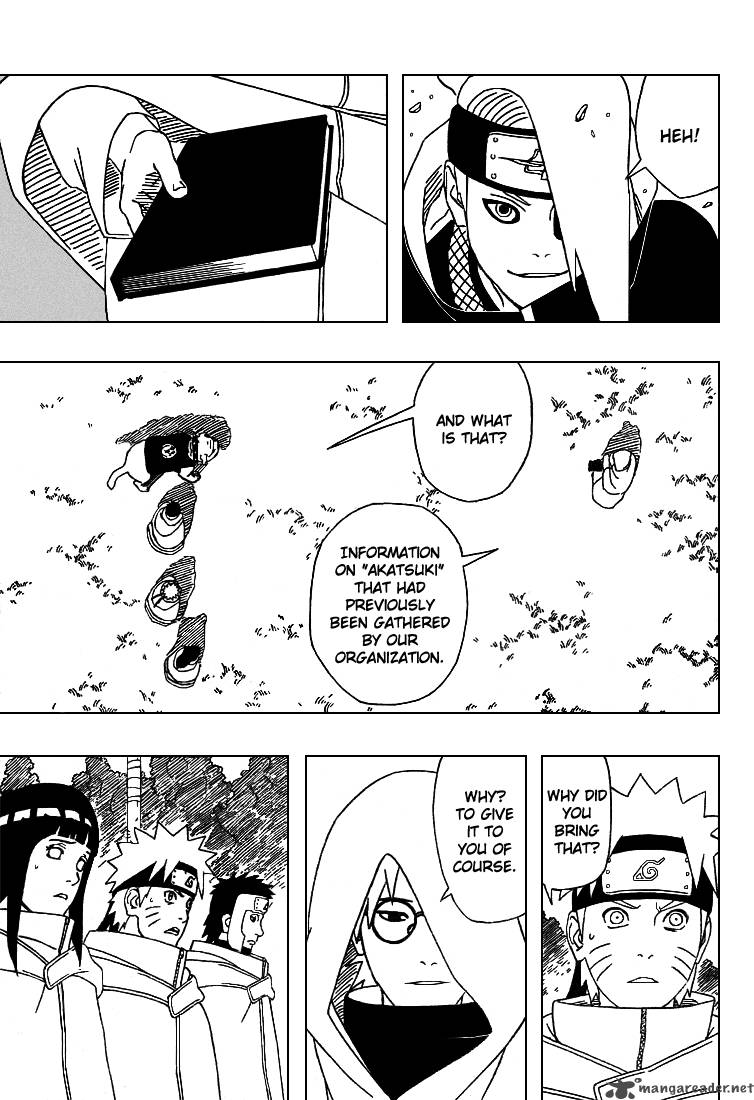 HEH!
AND WHAT
IS THAT?
INFORMATION
ON "AKATSUKI"
THAT HAD
PREVIOUSLY
BEEN GATHERED
BY OUR
ORGANIZATION.
WHY DID
YOU
BRING
THAT?
WHY?
TO GIVE
IT TO
YOU OF
COURSE.
mangareader.net